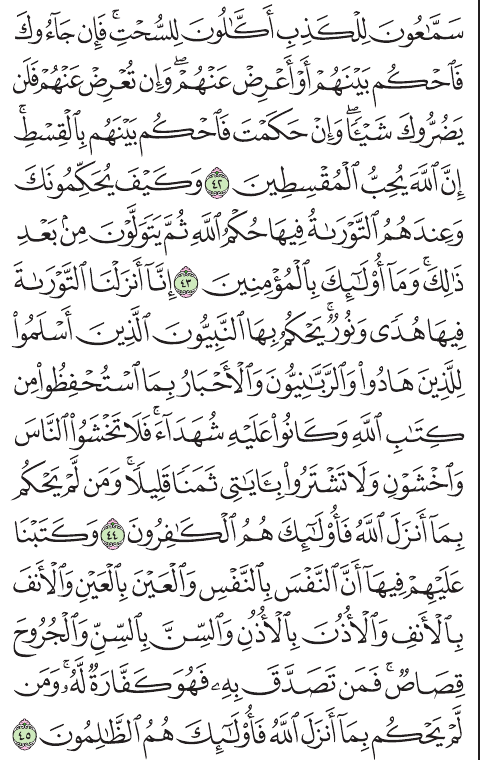 سَمَّٰعُونَ لِلۡكَذِبِ أَكَّٰلُونَ لِلسُّحۡتِۚ فَإِن جَآءُوكَ
فَٱحۡكُم بَيۡنَهُمۡ أَوۡ أَعۡرِضۡ عَنۡهُمۡۖ وَإِن تُعۡرِضۡ عَنۡهُمۡ فَلَن
يَضُرُّوكَ شَيۡـٔٗاۖ وَإِنۡ حَكَمۡتَ فَٱحۡكُم بَيۡنَهُم بِٱلۡقِسۡطِۚ
إِنَّ ٱللَّهَ يُحِبُّ ٱلۡمُقۡسِطِينَ ٤٢ وَكَيۡفَ يُحَكِّمُونَكَ
وَعِندَهُمُ ٱلتَّوۡرَىٰةُ فِيهَا حُكۡمُ ٱللَّهِ ثُمَّ يَتَوَلَّوۡنَ مِنۢ بَعۡدِ
ذَٰلِكَۚ وَمَآ أُوْلَٰٓئِكَ بِٱلۡمُؤۡمِنِينَ ٤٣ إِنَّآ أَنزَلۡنَا ٱلتَّوۡرَىٰةَ
فِيهَا هُدٗى وَنُورٞۚ يَحۡكُمُ بِهَا ٱلنَّبِيُّونَ ٱلَّذِينَ أَسۡلَمُواْ
لِلَّذِينَ هَادُواْ وَٱلرَّبَّٰنِيُّونَ وَٱلۡأَحۡبَارُ بِمَا ٱسۡتُحۡفِظُواْ مِن
كِتَٰبِ ٱللَّهِ وَكَانُواْ عَلَيۡهِ شُهَدَآءَۚ فَلَا تَخۡشَوُاْ ٱلنَّاسَ
وَٱخۡشَوۡنِ وَلَا تَشۡتَرُواْ بِـَٔايَٰتِي ثَمَنٗا قَلِيلٗاۚ وَمَن لَّمۡ يَحۡكُم
بِمَآ أَنزَلَ ٱللَّهُ فَأُوْلَٰٓئِكَ هُمُ ٱلۡكَٰفِرُونَ ٤٤ وَكَتَبۡنَا
عَلَيۡهِمۡ فِيهَآ أَنَّ ٱلنَّفۡسَ بِٱلنَّفۡسِ وَٱلۡعَيۡنَ بِٱلۡعَيۡنِ وَٱلۡأَنفَ
بِٱلۡأَنفِ وَٱلۡأُذُنَ بِٱلۡأُذُنِ وَٱلسِّنَّ بِٱلسِّنِّ وَٱلۡجُرُوحَ
قِصَاصٞۚ فَمَن تَصَدَّقَ بِهِۦ فَهُوَ كَفَّارَةٞ لَّهُۥۚ وَمَن
لَّمۡ يَحۡكُم بِمَآ أَنزَلَ ٱللَّهُ فَأُوْلَٰٓئِكَ هُمُ ٱلظَّٰلِمُونَ ٤٥